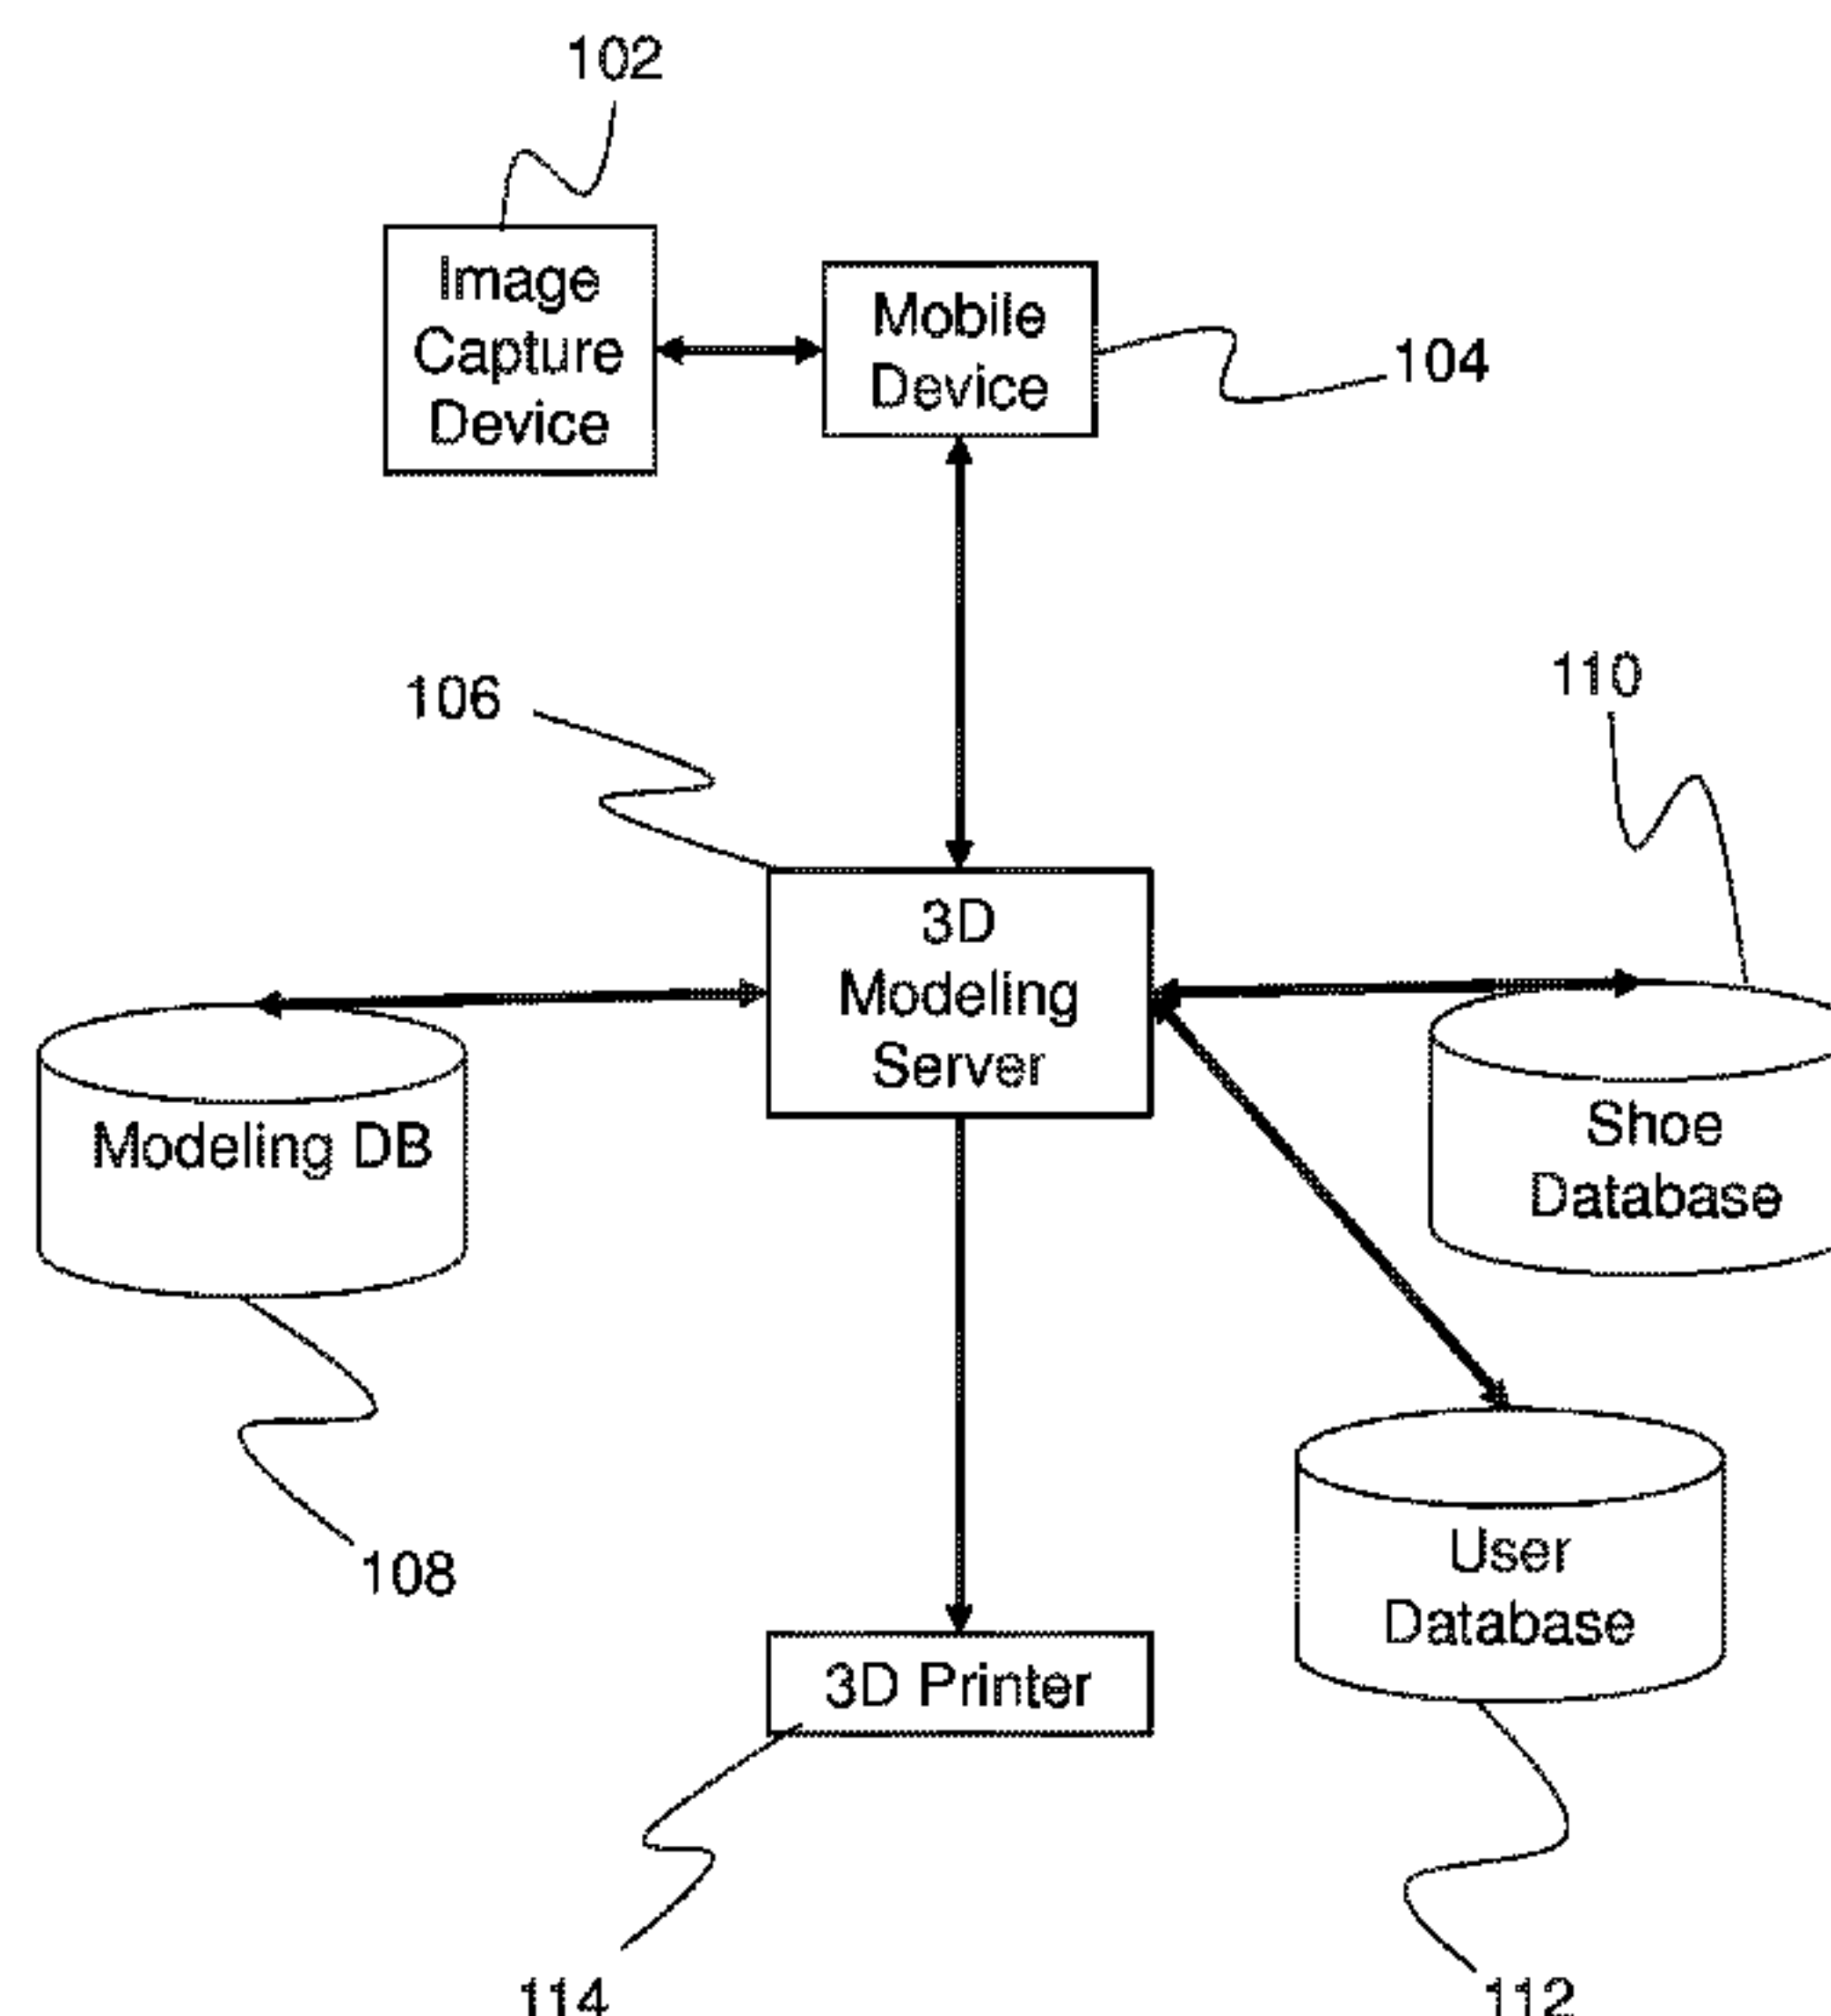 102
Image
Capture
Device
Mobile
Device
104
106
110
3D
Modeling
Server
Modeling DB
Shoe
Database
108
User
Database
3D Printer
114
112